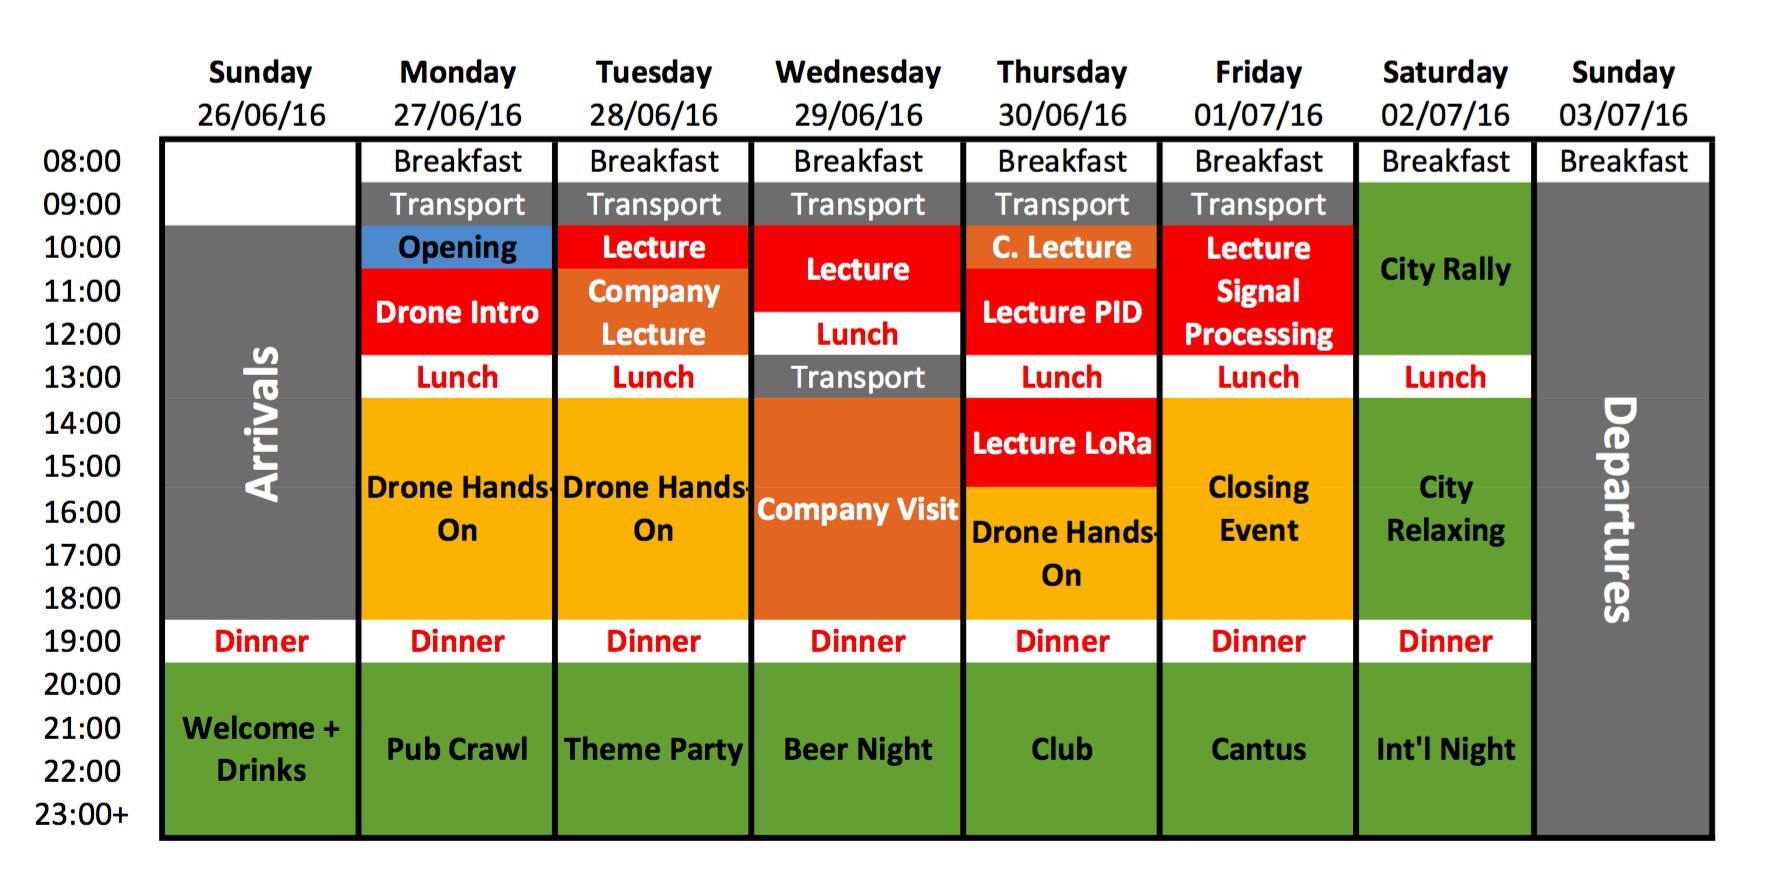 Sunday Monday Tuesday Wednesday Thursday Friday Saturday Sunday
26/06/16 27/06/16 28/06/16 29/06/16 30/06/16 01/07/16 02/07/16 03/07/16
08:00 Breakfast Breakfast Breakfast Breakfast Breakfast Breakfast Breakfast
09:00 Transport Transport Transport Transport Transport
10:00 Opening Lecture C. Lecture Lecture
Lecture City Rally
11:00 Company Signal
Drone Intro Lecture PID
12:00 Lecture Lunch Processing
Arrivals
13:00 Lunch Lunch Transport Lunch Lunch Lunch
Departures
14:00
Lecture LoRa
15:00
Drone Hands- Drone Hands- Closing City
16:00 Company Visit
On On Drone Hands- Event Relaxing
17:00
On
18:00
19:00 Dinner Dinner Dinner Dinner Dinner Dinner Dinner
20:00
21:00 Welcome +
Pub Crawl Theme Party Beer Night Club Cantus Int'l Night
22:00 Drinks
23:00+